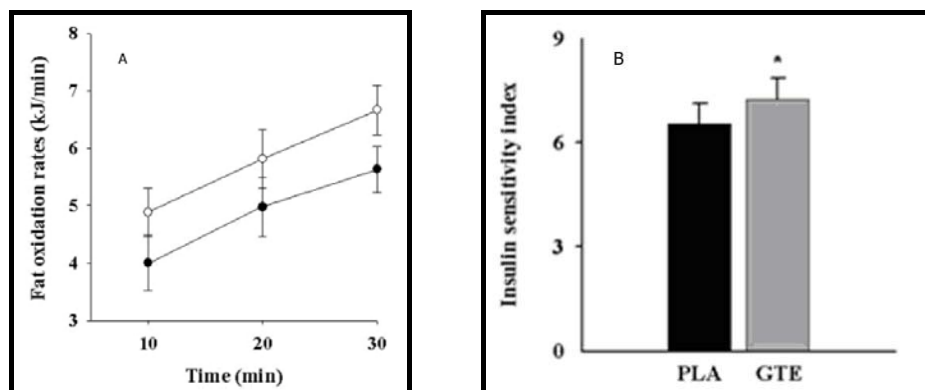 A
Fat oxidation rates (kJ/min)
8
7
6
5
4
3
10 20 30
Time (min)
B
Insulin sensitivity index
9
6
3
0
*
PLA GTE